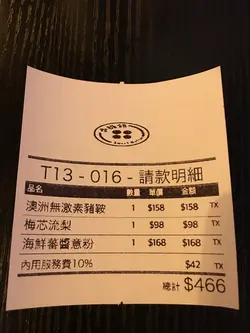 T13 - 016 - 請款明細
品名 數量 單價 金額
澳洲無激素豬鞍 1 $158 $158 TX
梅芯流梨 1 $98 $98 TX
海鮮蕃醬意粉 1 $168 $168 TX
內用服務費10% $42 TX
總計 $466